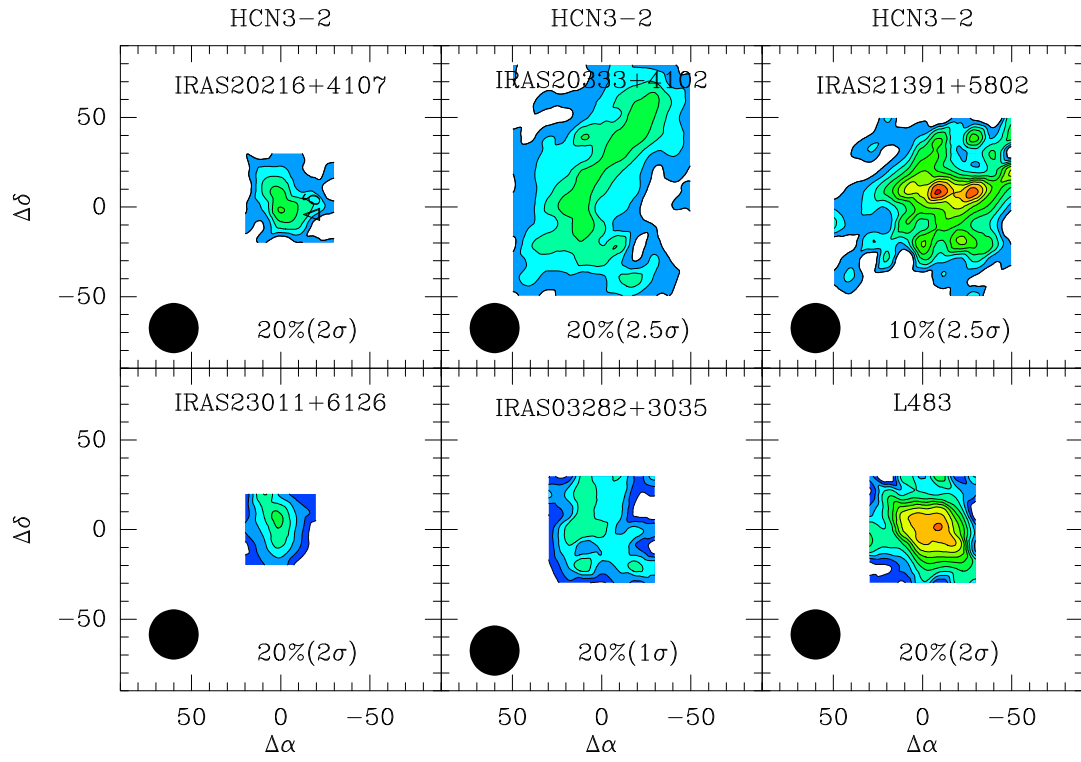 HCN3-2 HCN3-2 HCN3-2
IRAS20216+4107 IRAS20333+4102 IRAS21391+5802
50
Δδ 0
-50
20%(2σ) 20%(2.5σ) 10%(2.5σ)
IRAS23011+6126 IRAS03282+3035 L483
50
Δδ 0
-50
20%(2σ) 20%(1σ) 20%(2σ)
50 0 -50 50 0 -50 50 0 -50
Δα Δα Δα